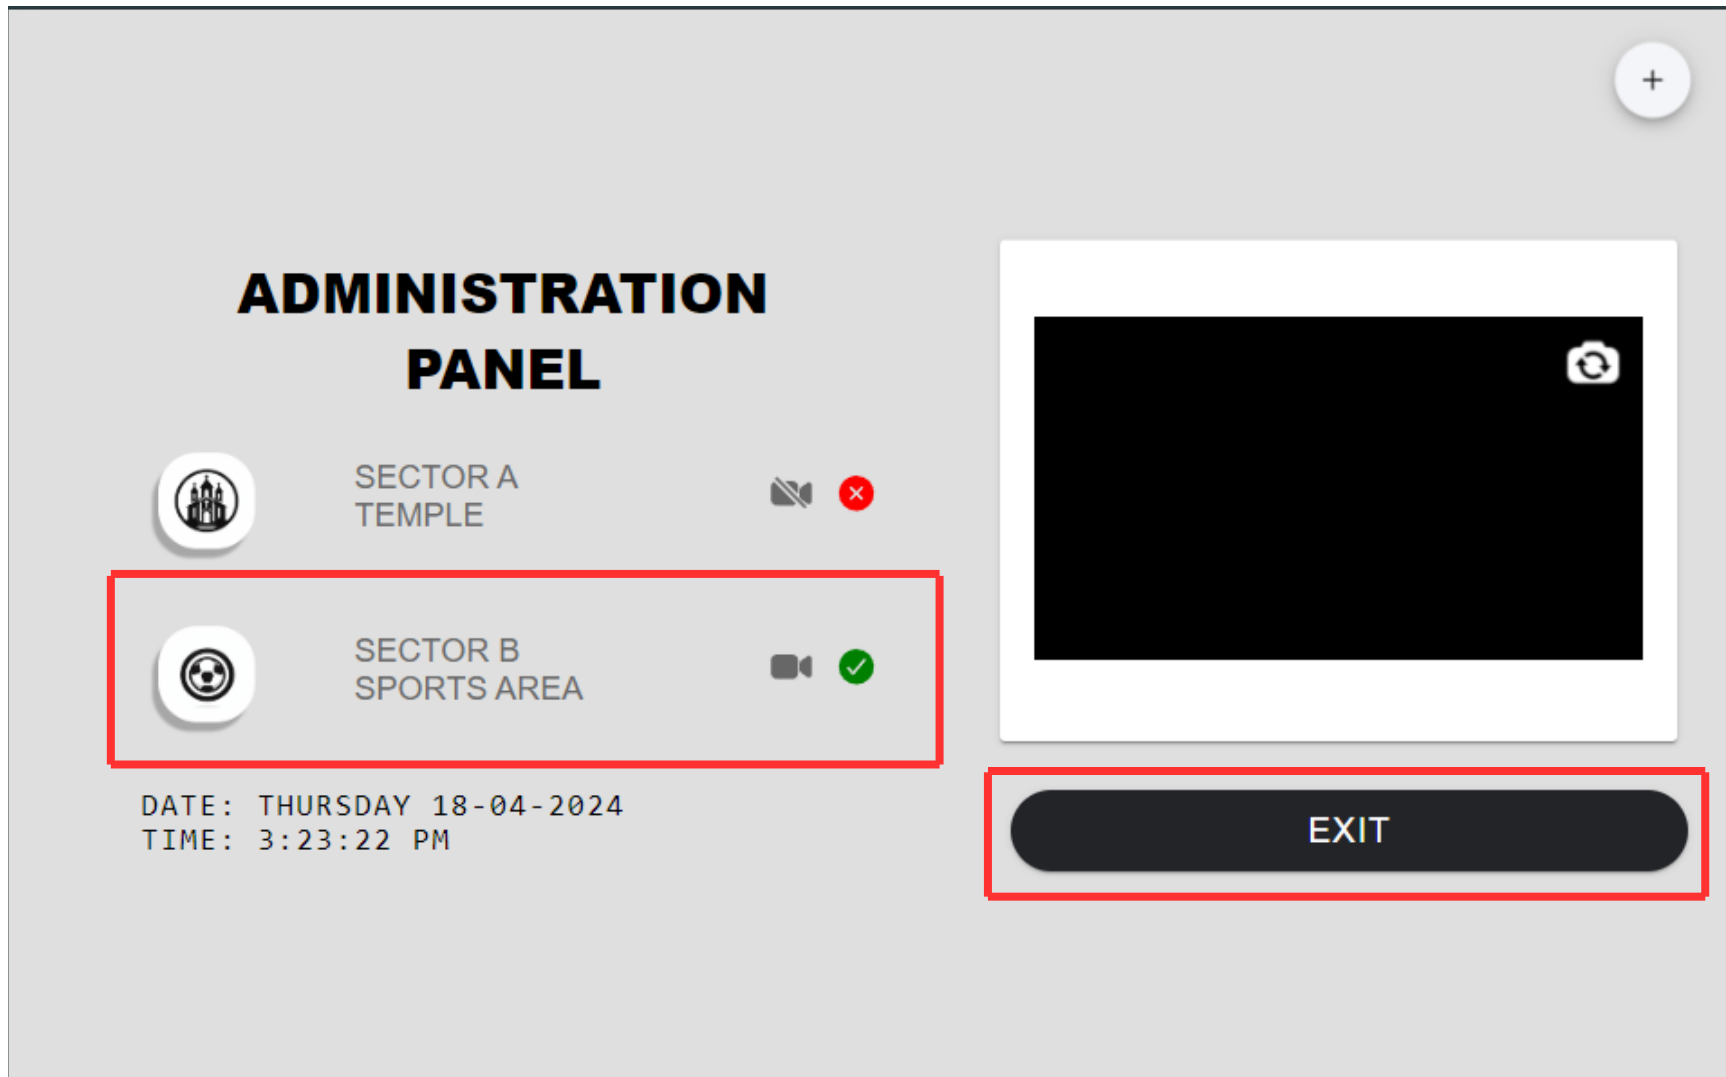 ADMINISTRATION
PANEL
SECTOR A
TEMPLE
SECTOR B
SPORTS AREA
DATE: THURSDAY 18-04-2024
TIME: 3:23:22 PM
EXIT